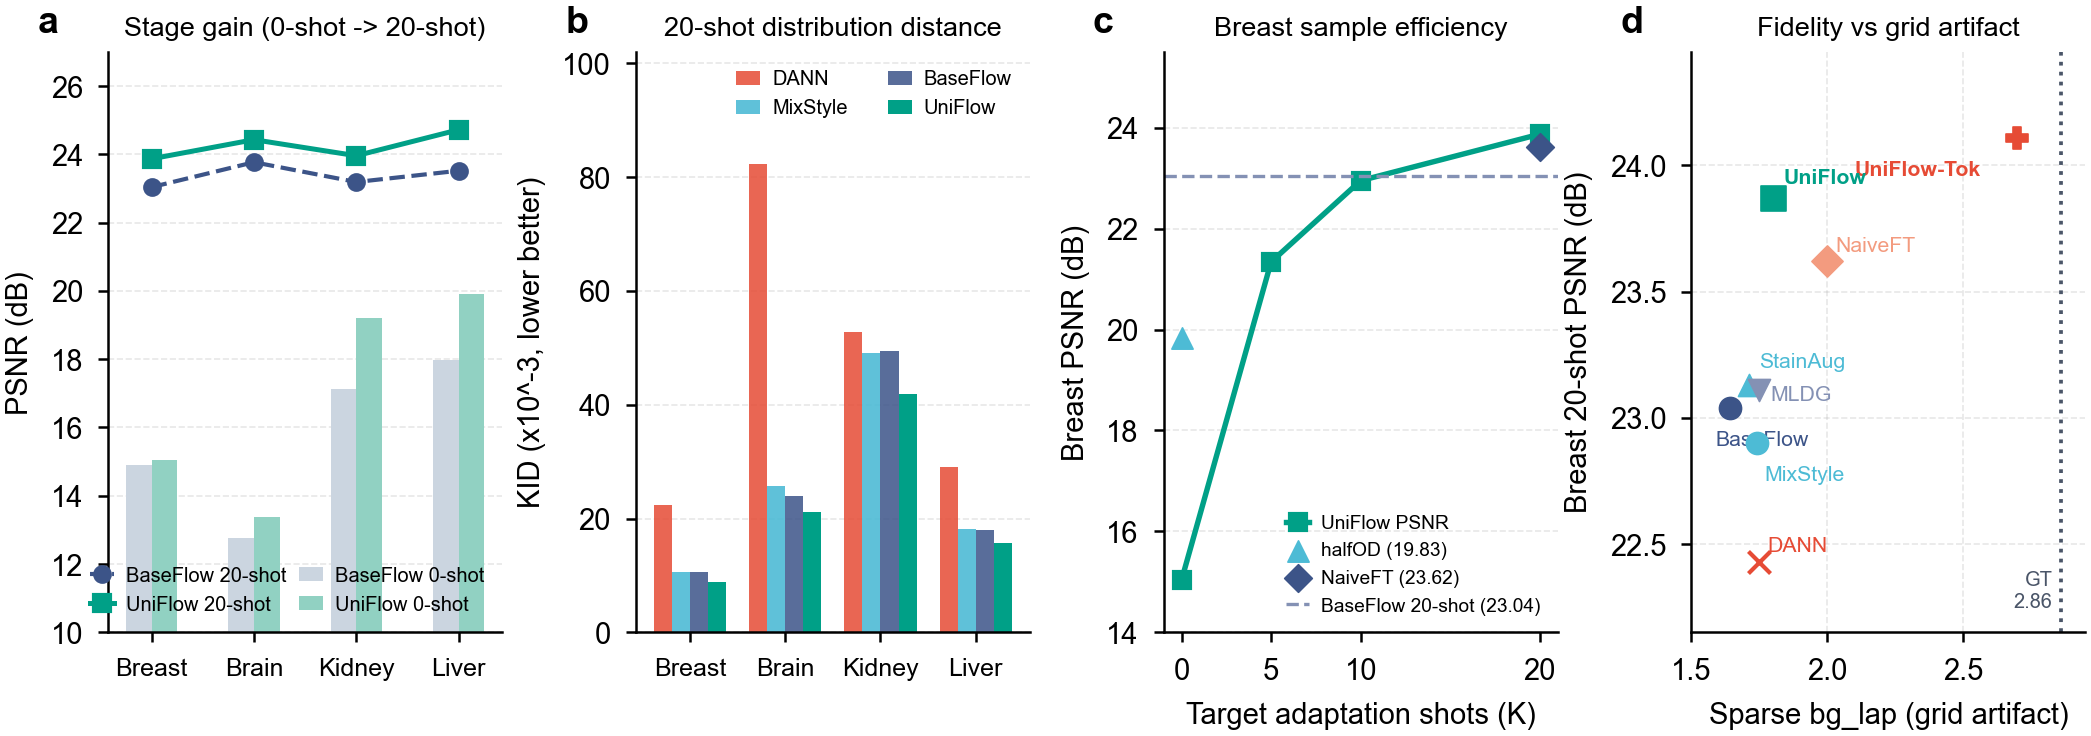 a
Stage gain (0-shot -> 20-shot)
PSNR (dB)
26
24
22
20
18
16
14
12
10
BaseFlow 20-shot
UniFlow 20-shot
BaseFlow 0-shot
UniFlow 0-shot
Breast
Brain
Kidney
Liver
b
20-shot distribution distance
KID (x10^-3, lower better)
100
80
60
40
20
0
DANN
MixStyle
BaseFlow
UniFlow
Breast
Brain
Kidney
Liver
c
Breast sample efficiency
Breast PSNR (dB)
24
22
20
18
16
14
UniFlow PSNR
halfOD (19.83)
NaiveFT (23.62)
BaseFlow 20-shot (23.04)
0
5
10
20
Target adaptation shots (K)
d
Fidelity vs grid artifact
Breast 20-shot PSNR (dB)
24.0
23.5
23.0
22.5
UniFlow
UniFlow-Tok
NaiveFT
StainAug
MLDG
BaseFlow
MixStyle
DANN
GT
2.86
1.5
2.0
2.5
Sparse bg_lap (grid artifact)